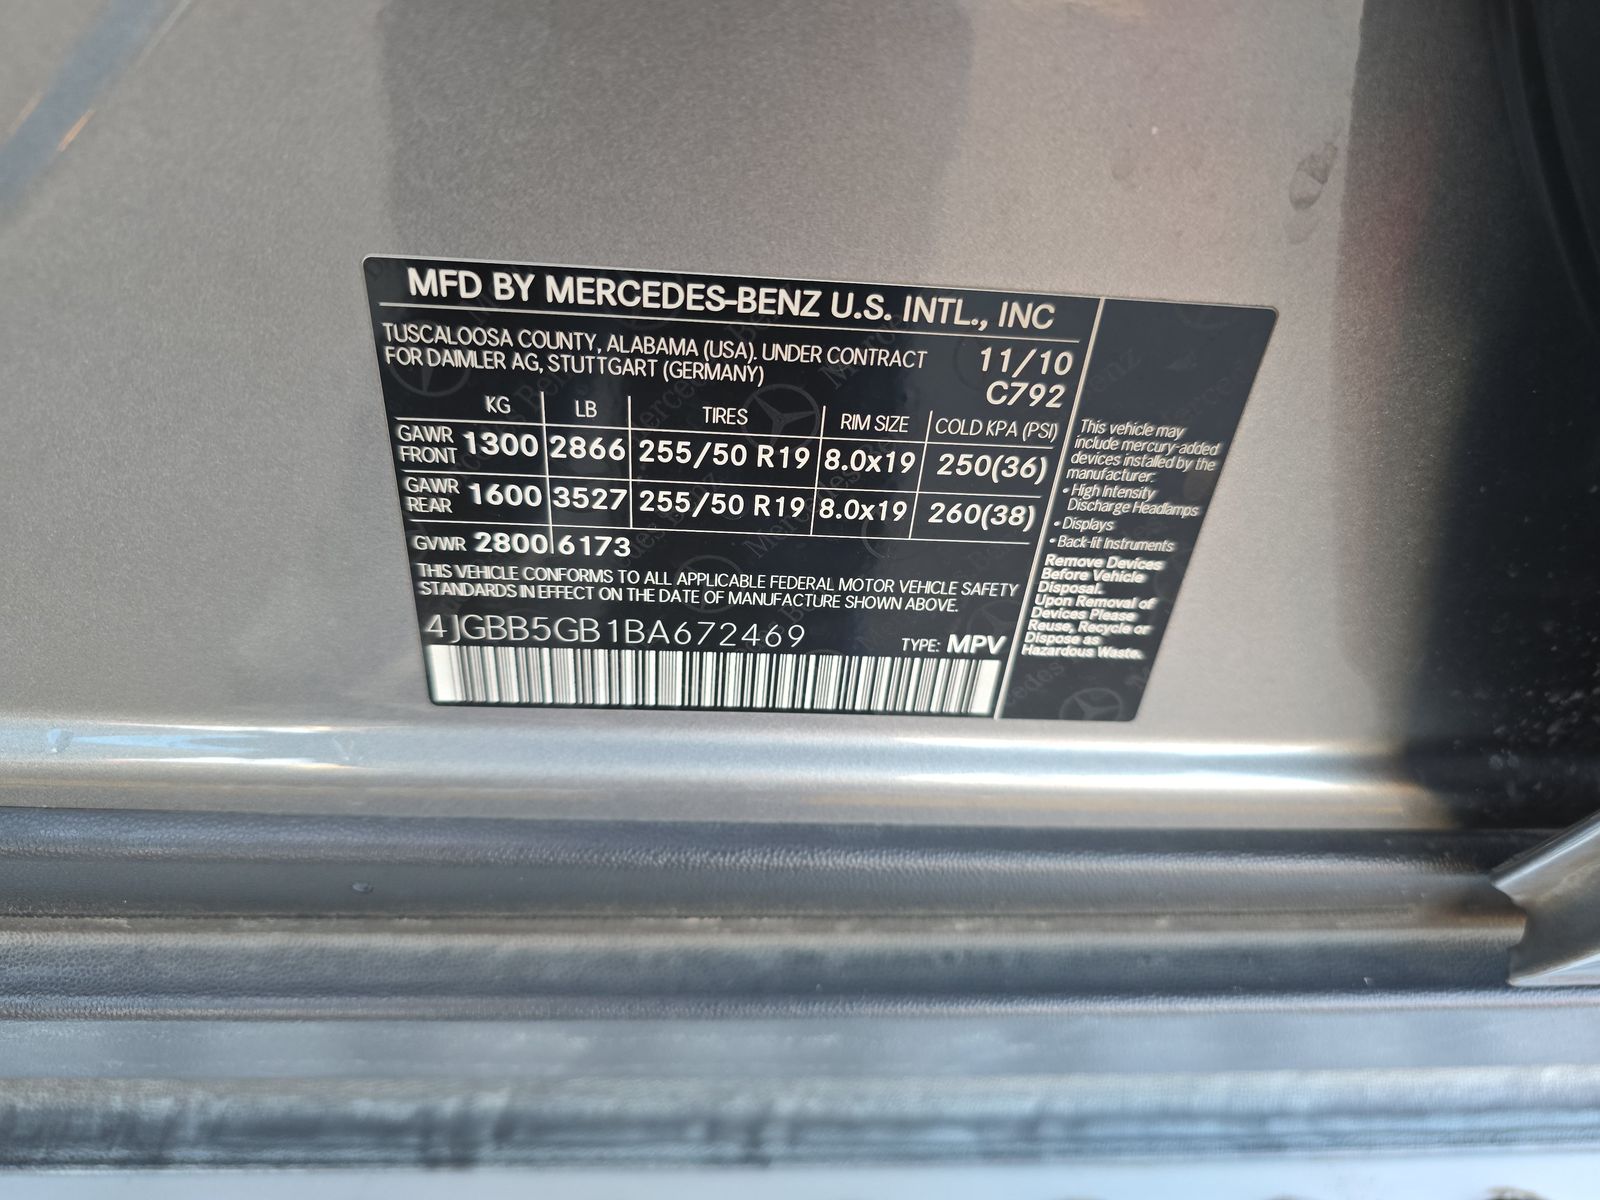 MFD BY MERCEDES-BENZ U.S. INTL., INC
TUSCALOOSA COUNTY, ALABAMA (USA). UNDER CONTRACT
FOR DAIMLER AG, STUTTGART (GERMANY)
11/10
C792
KG LB TIRES RIM SIZE COLD KPA (PSI)
GAWR FRONT 1300 2866 255/50 R19 8.0x19 250(36)
GAWR REAR 1600 3527 255/50 R19 8.0x19 260(38)
GVWR 2800 6173
THIS VEHICLE CONFORMS TO ALL APPLICABLE FEDERAL MOTOR VEHICLE SAFETY
STANDARDS IN EFFECT ON THE DATE OF MANUFACTURE SHOWN ABOVE.
4JGBB5GB1BA672469 TYPE: MPV
This vehicle may
include mercury-added
devices installed by the
manufacturer:
• High Intensity
Discharge Headlamps
• Displays
• Back-lit Instruments
Remove Devices
Before Vehicle
Disposal.
Upon Removal of
Devices Please
Reuse, Recycle or
Dispose as
Hazardous Waste.